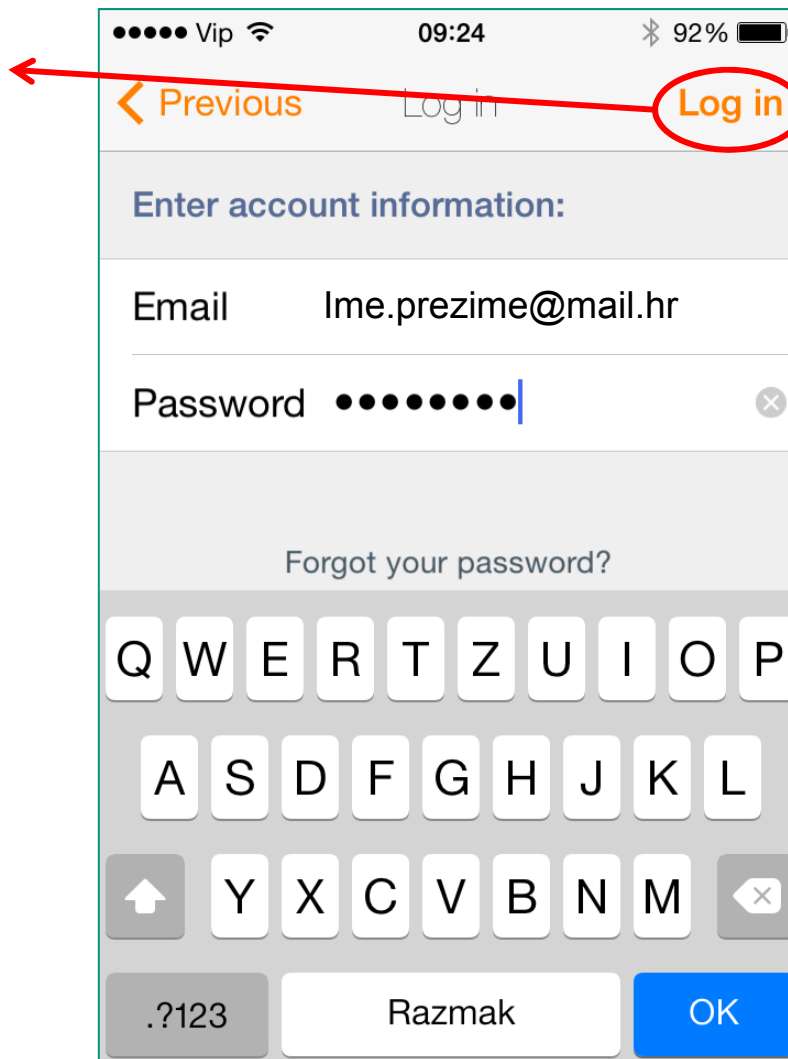 Vip 09:24 92%
Previous Log in Log in
Enter account information:
Email Ime.prezime@mail.hr
Password ••••••••
Forgot your password?
Q W E R T Z U I O P
A S D F G H J K L
Y X C V B N M
.?123 Razmak OK